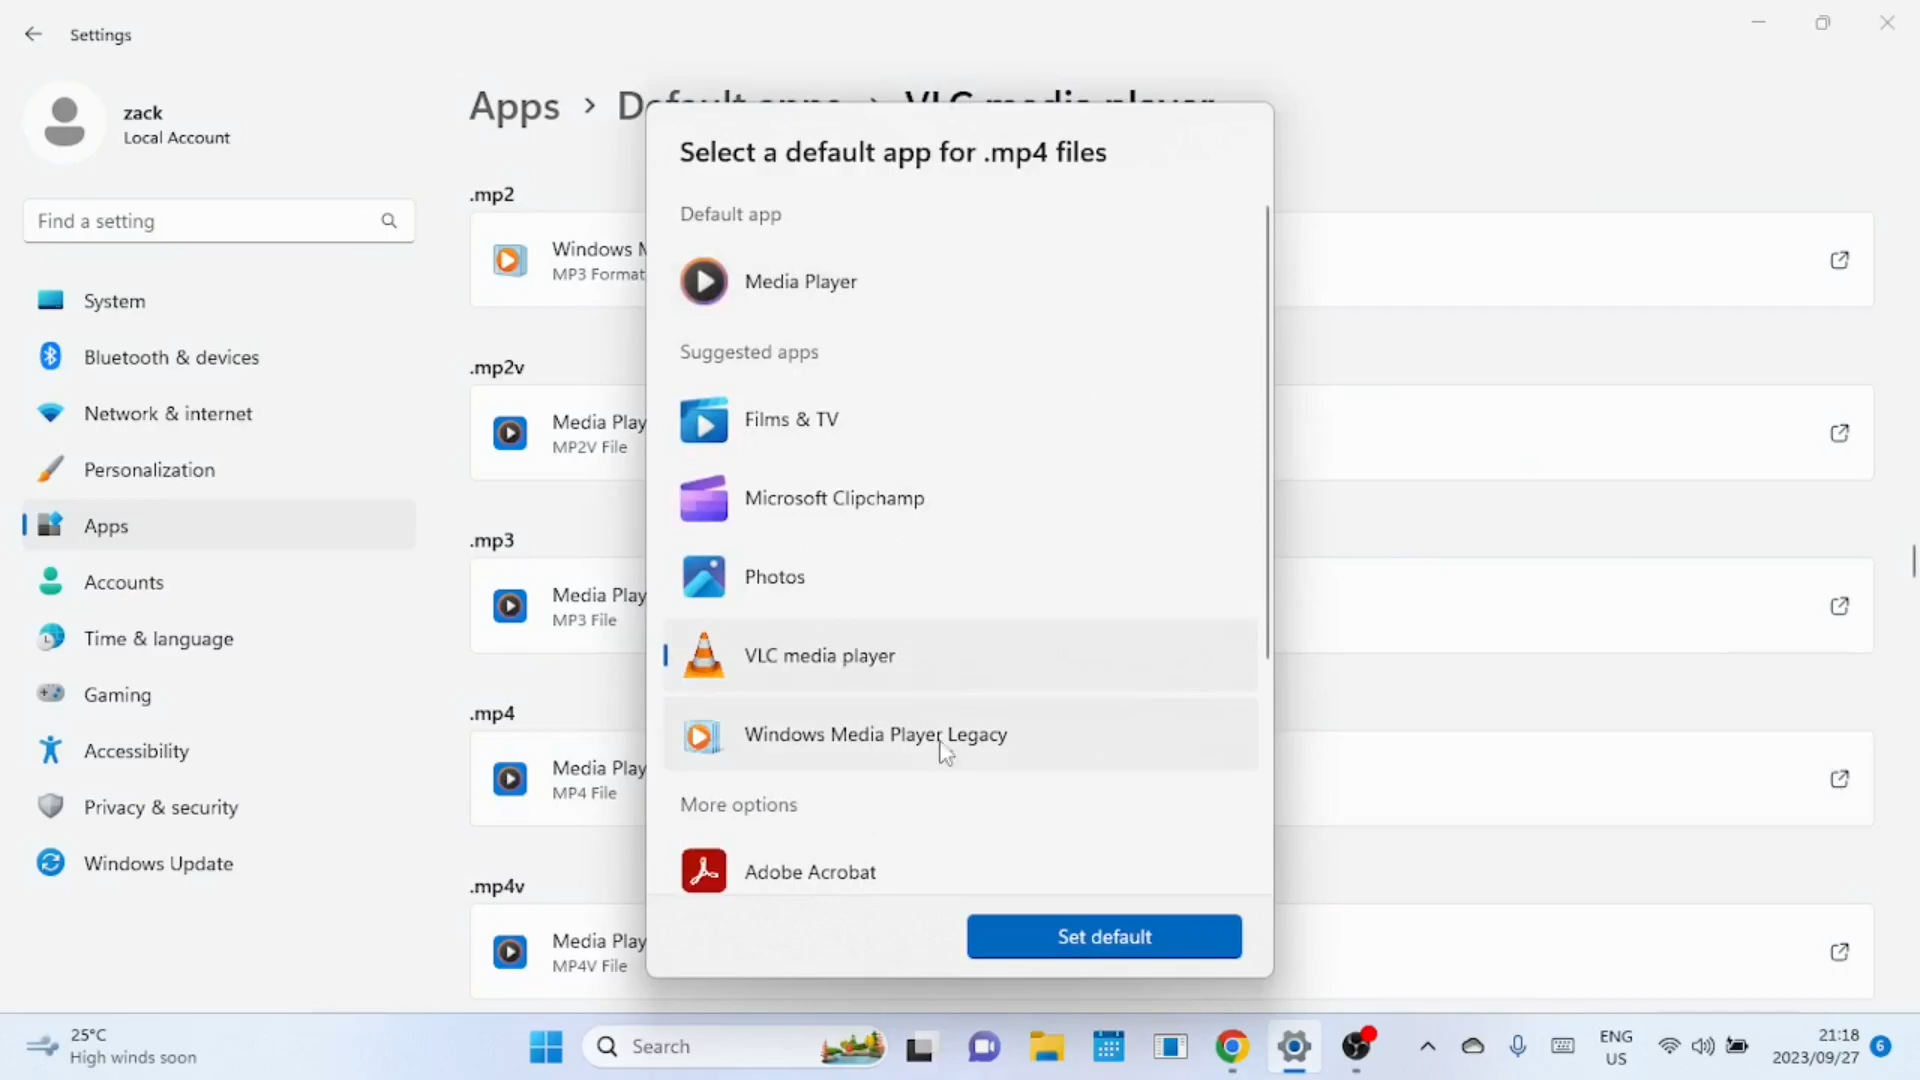 Settings
zack
Local Account
Find a setting
System
Bluetooth & devices
Network & internet
Personalization
Apps
Accounts
Time & language
Gaming
Accessibility
Privacy & security
Windows Update
Apps > Default apps > VLC media player
.mp2
Windows M
MP3 Format
.mp2v
Media Play
MP2V File
.mp3
Media Play
MP3 File
.mp4
Media Play
MP4 File
.mp4v
Media Play
MP4V File
Select a default app for .mp4 files
Default app
Media Player
Suggested apps
Films & TV
Microsoft Clipchamp
Photos
VLC media player
Windows Media Player Legacy
More options
Adobe Acrobat
Set default
25°C
High winds soon
Search
ENG
US
21:18
2023/09/27
6